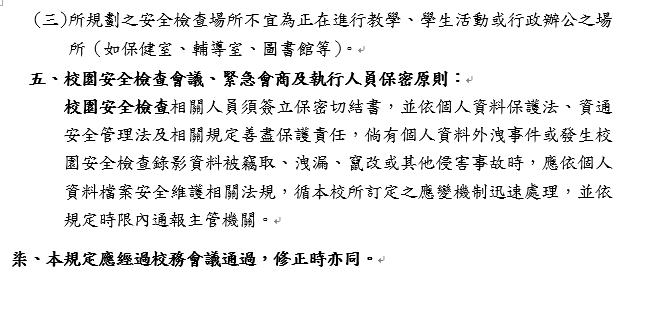 (三)所規劃之安全檢查場所不宜為正在進行教學、學生活動或行政辦公之場
所(如保健室、輔導室、圖書館等)。
五、校園安全檢查會議、緊急會商及執行人員保密原則：
校園安全檢查相關人員須簽立保密切結書，並依個人資料保護法、資通
安全管理法及相關規定善盡保護責任，倘有個人資料外洩事件或發生校
園安全檢查錄影資料被竊取、洩漏、竄改或其他侵害事故時，應依個人
資料檔案安全維護相關法規，循本校所訂定之應變機制迅速處理，並依
規定時限內通報主管機關。
柒、本規定應經過校務會議通過，修正時亦同。